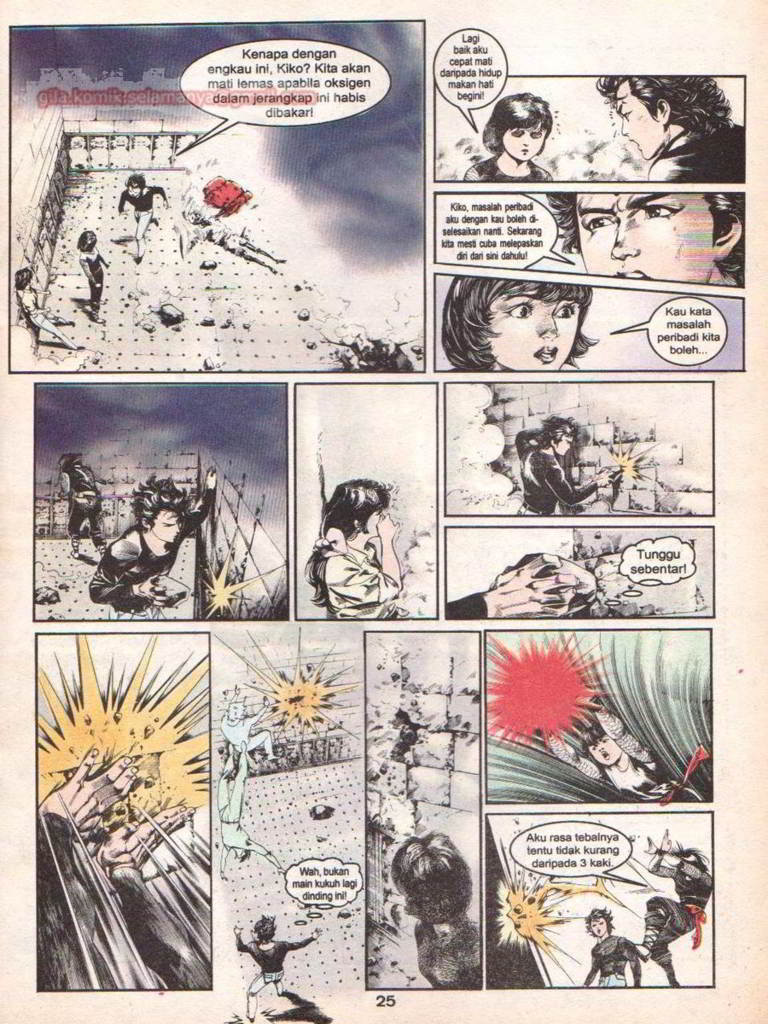 Kenapa dengan
engkau ini, Kiko? Kita akan
mati lemas apabila oksigen
dalam jerangkap ini habis
dibakar!
gila.komik.selamanya
Lagi
baik aku
cepat mati
daripada hidup
makan hati
begini!
Kiko, masalah peribadi
aku dengan kau boleh di-
selesaikan nanti. Sekarang
kita mesti cuba melepaskan
diri dari sini dahulu!
Kau kata
masalah
peribadi kita
boleh...
Tunggu
sebentar!
Wah, bukan
main kukuh lagi
dinding ini!
Aku rasa tebalnya
tentu tidak kurang
daripada 3 kaki.
25